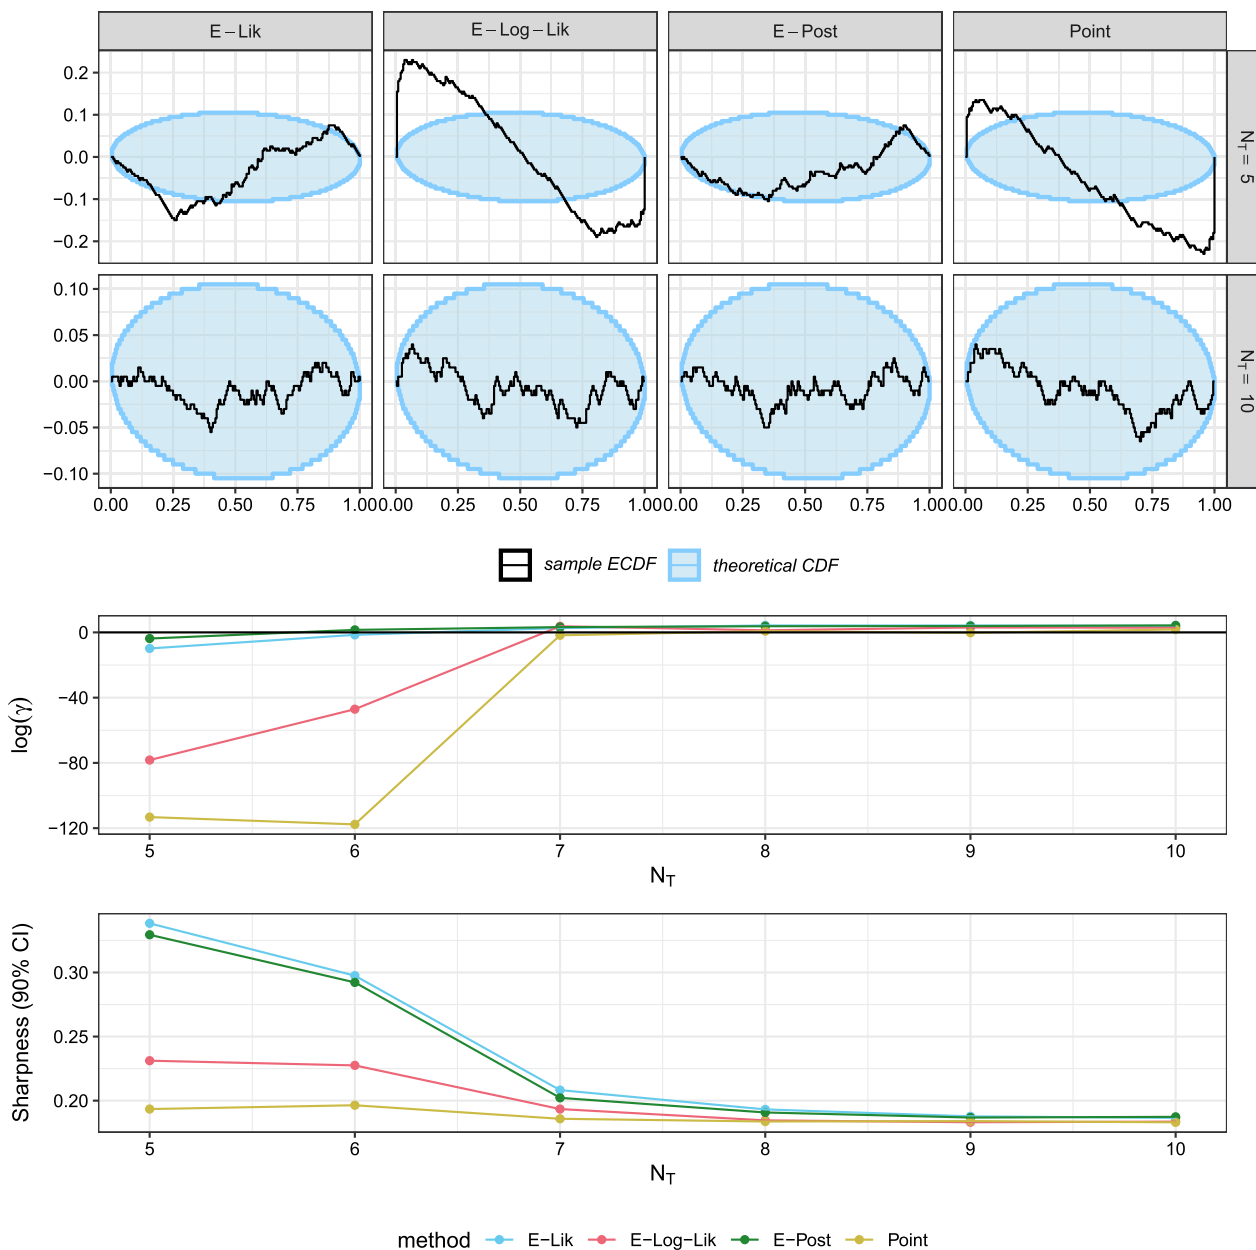 E−Lik E−Log−Lik E−Post Point
0.2
0.1
0.0
−0.1
−0.2
N_T = 5
0.10
0.05
0.00
−0.05
−0.10
N_T = 10
0.00 0.25 0.50 0.75 1.00 0.00 0.25 0.50 0.75 1.00 0.00 0.25 0.50 0.75 1.00 0.00 0.25 0.50 0.75 1.00
sample ECDF theoretical CDF
log(γ)
0
−40
−80
−120
5 6 7 8 9 10
N_T
Sharpness (90% CI)
0.30
0.25
0.20
5 6 7 8 9 10
N_T
method E−Lik E−Log−Lik E−Post Point